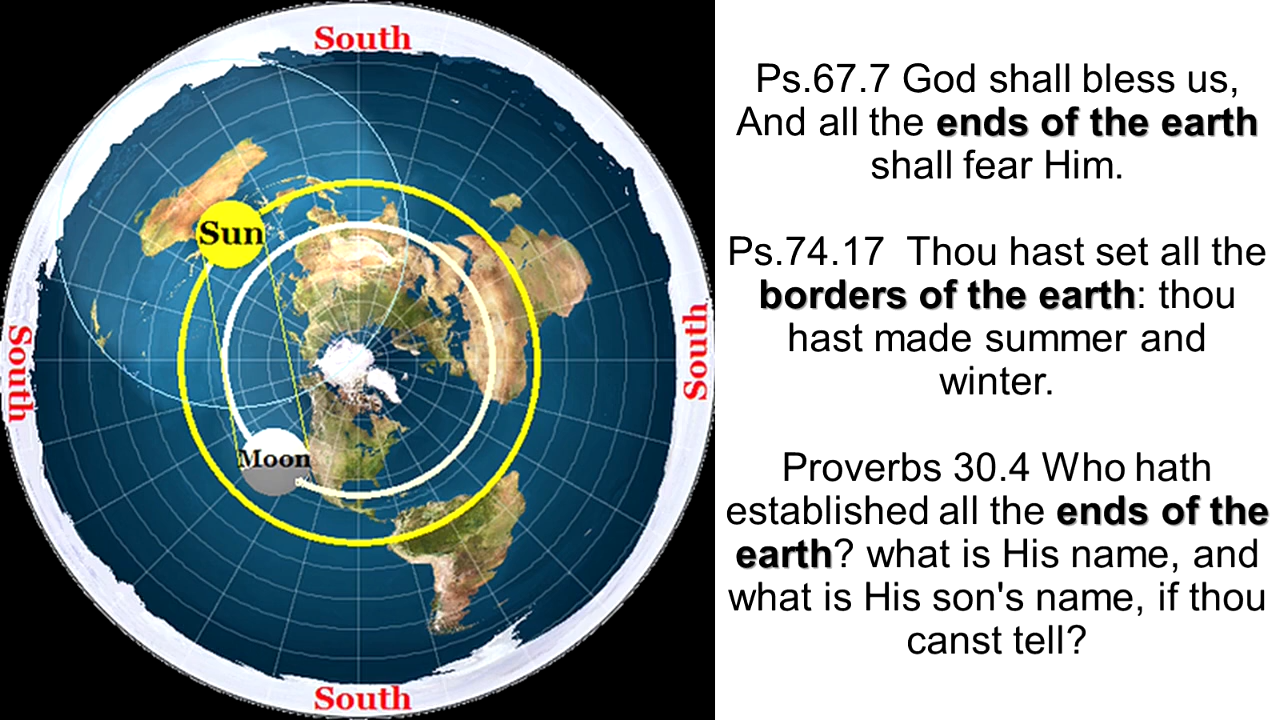 South
Sun
South
South
Moon
South
Ps.67.7 God shall bless us,
And all the ends of the earth
shall fear Him.
Ps.74.17  Thou hast set all the
borders of the earth: thou
hast made summer and
winter.
Proverbs 30.4 Who hath
established all the ends of the
earth? what is His name, and
what is His son's name, if thou
canst tell?